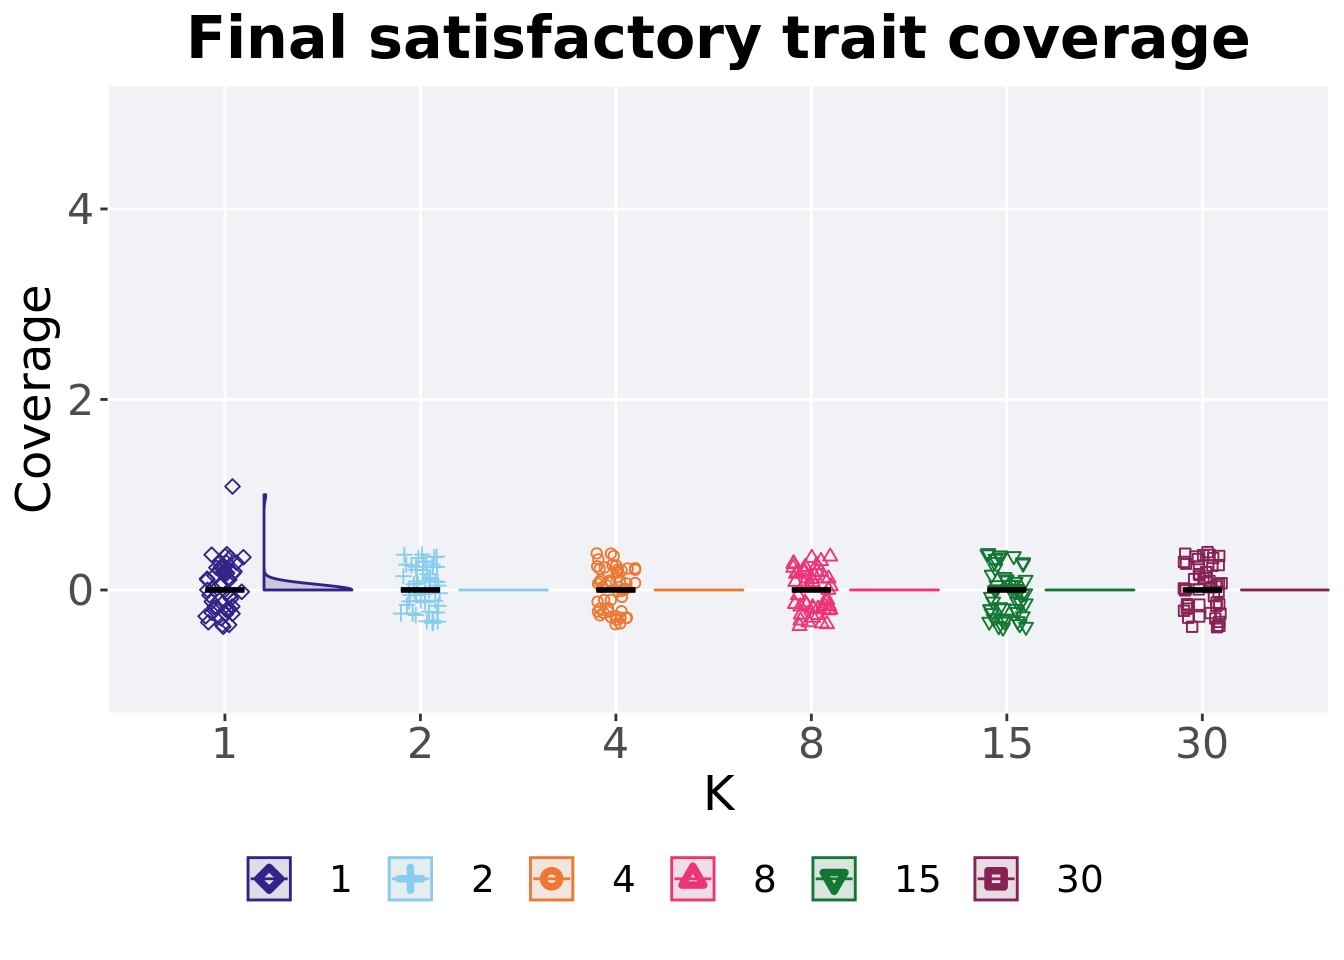 Final satisfactory trait coverage
Coverage
4
2
0
1 2 4 8 15 30
K
1 2 4 8 15 30